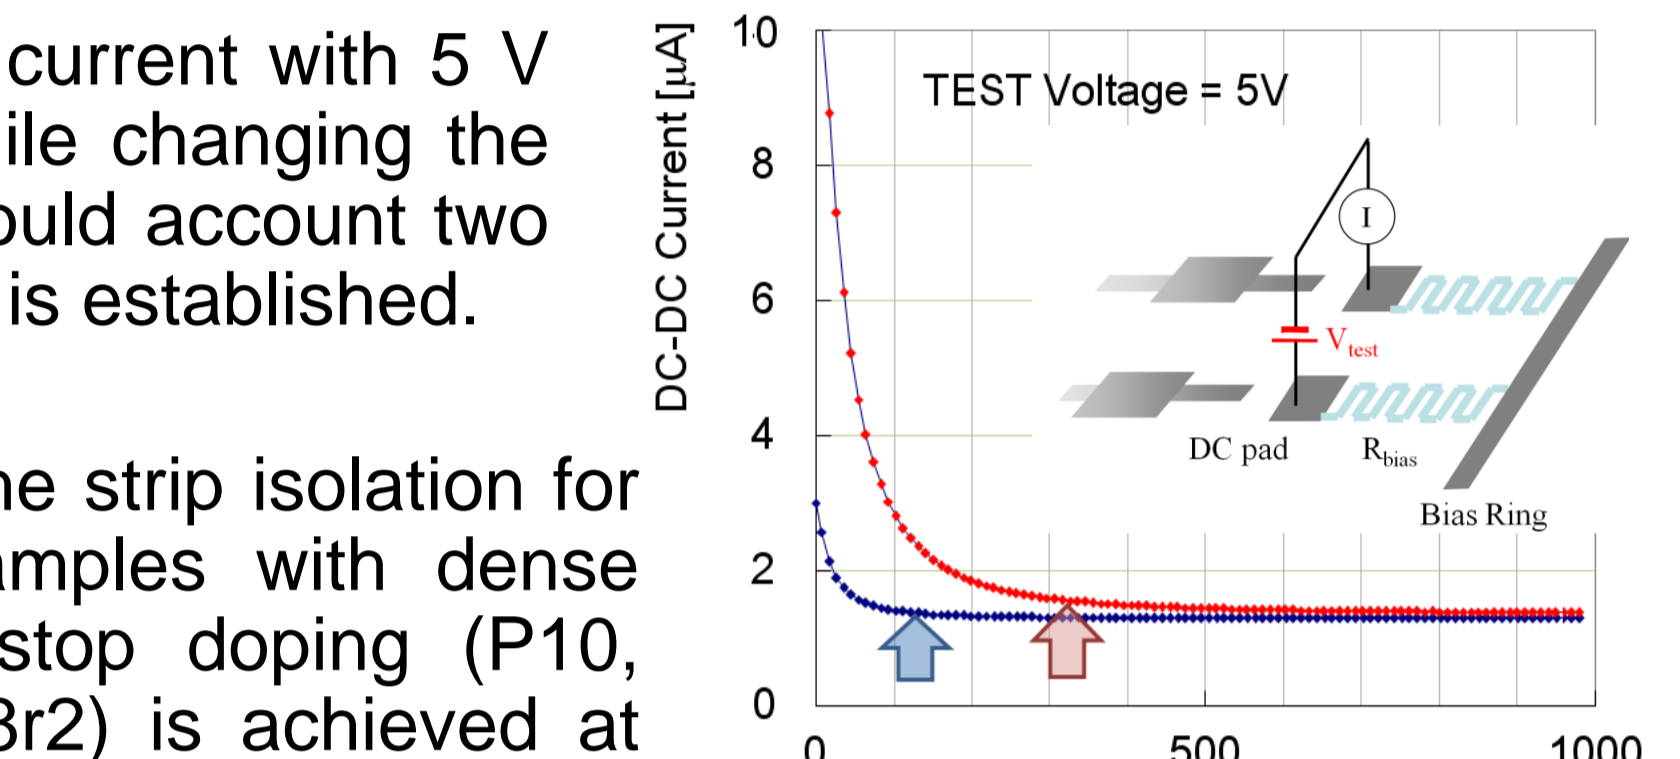 current with 5 V
ile changing the
ould account two
is established.
ne strip isolation for
amples with dense
stop doping (P10,
3r2) is achieved at
DC-DC Current [µA]
10
8
6
4
2
0
0
500
1000
TEST Voltage = 5V
I
Vtest
DC pad
Rbias
Bias Ring